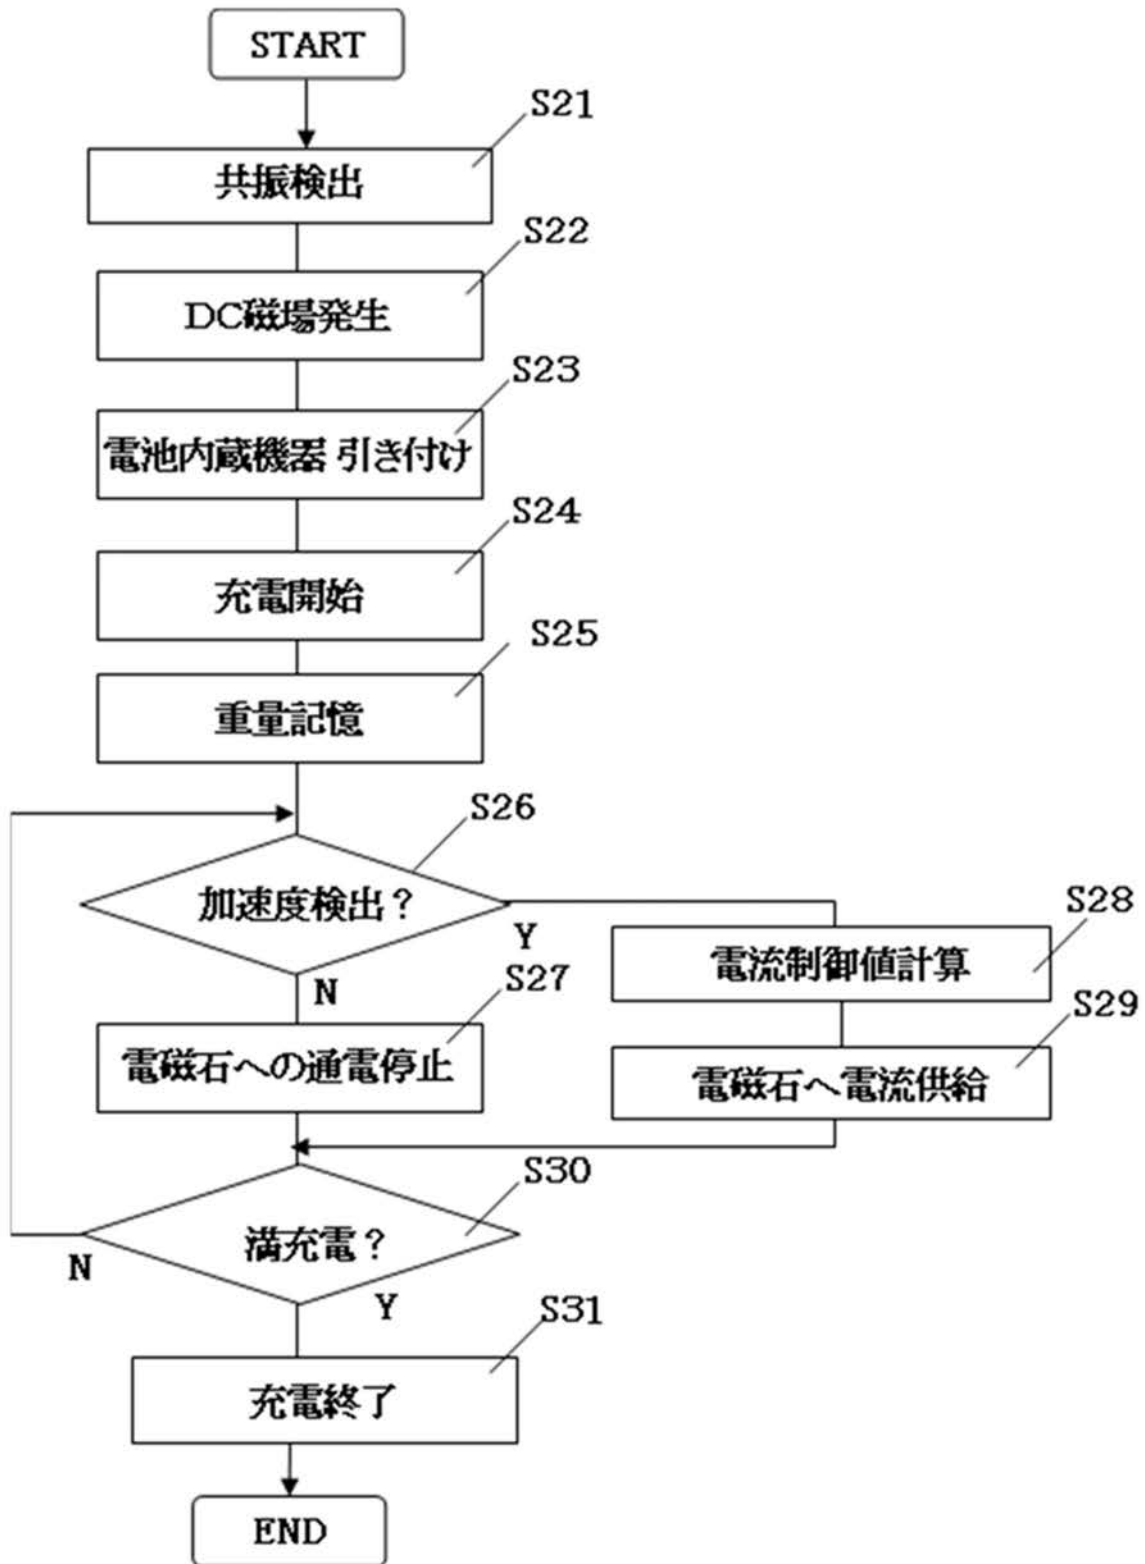 START
S21
共振検出
S22
DC磁場発生
S23
電池内蔵機器 引き付け
S24
充電開始
S25
重量記憶
S26
加速度検出？
Y
N
S28
電流制御値計算
S27
電磁石への通電停止
S29
電磁石へ電流供給
S30
満充電？
N
Y
S31
充電終了
END